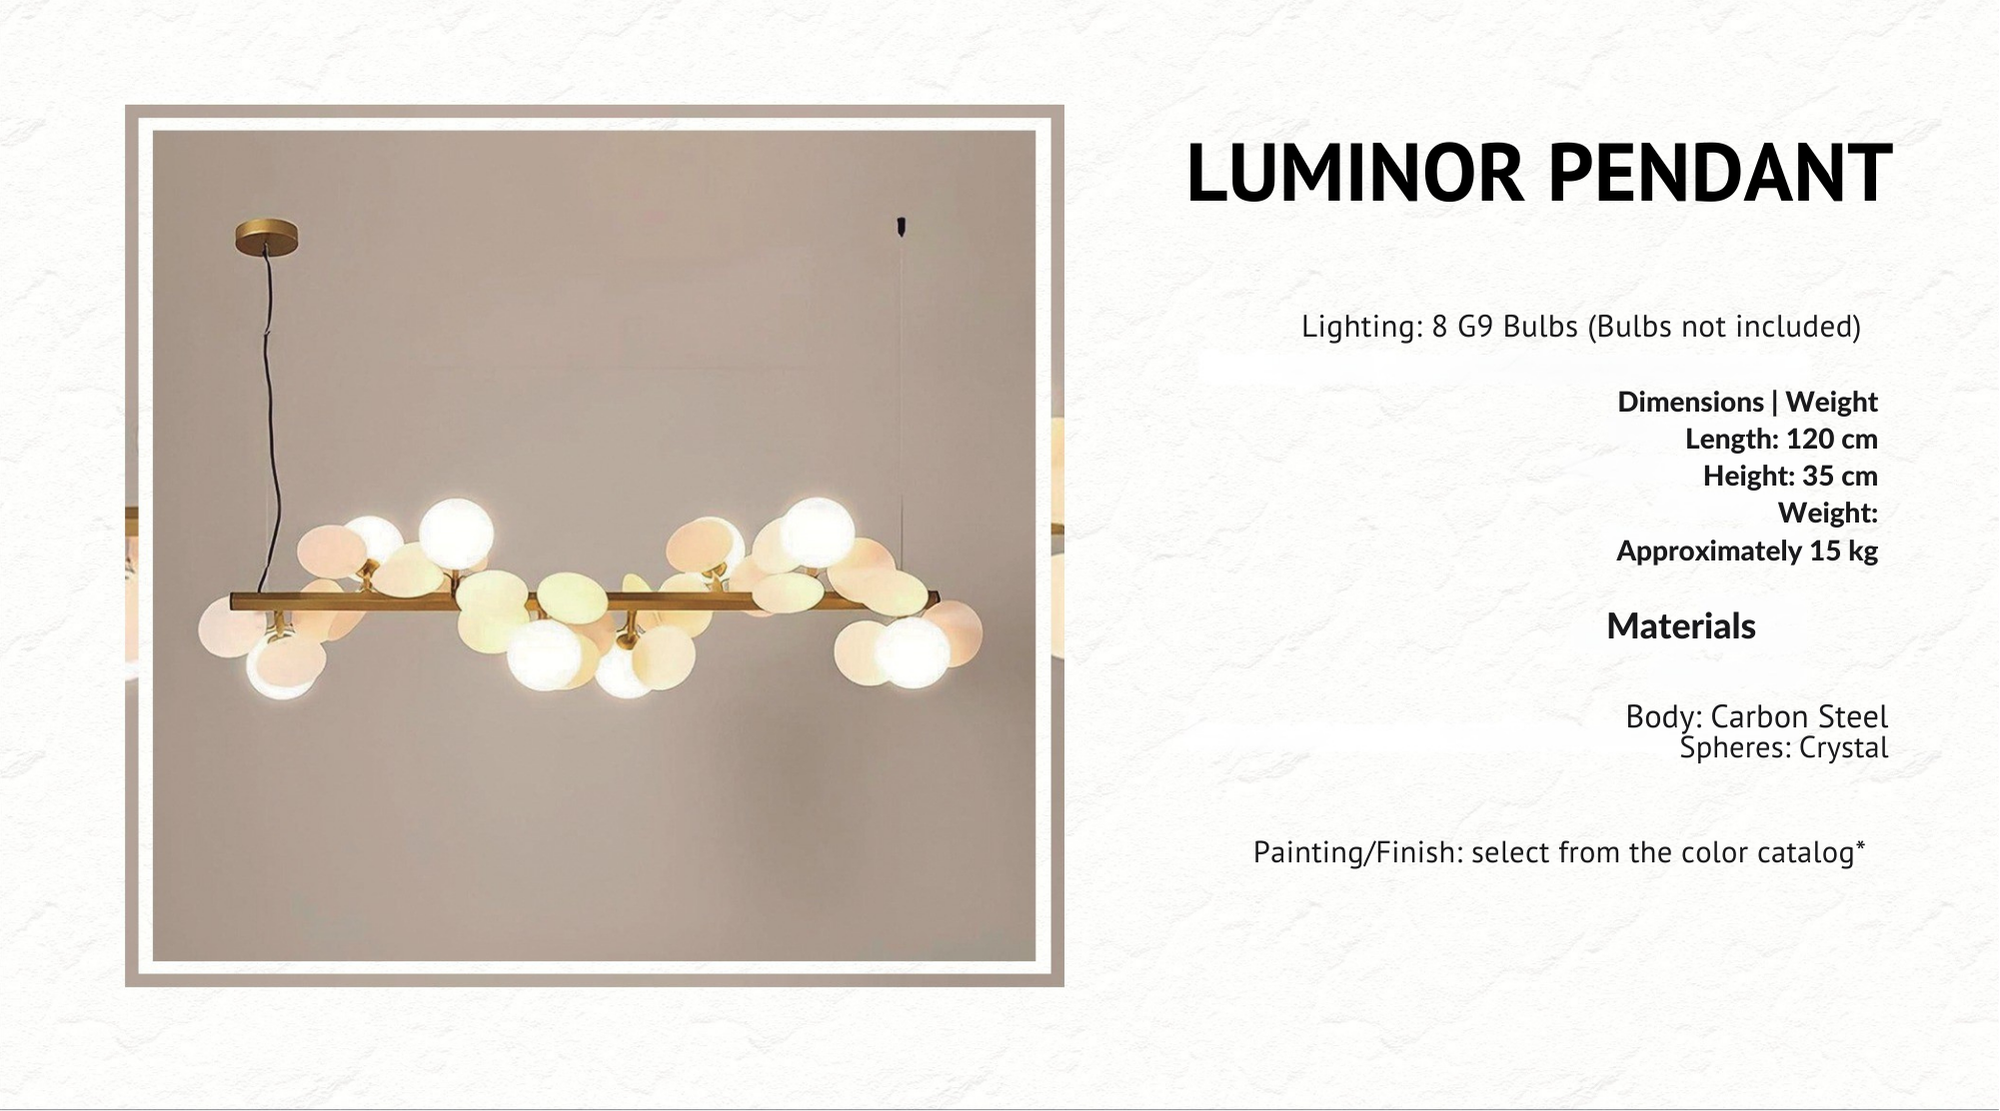 LUMINOR PENDANT
Lighting: 8 G9 Bulbs (Bulbs not included)
Dimensions | Weight
Length: 120 cm
Height: 35 cm
Weight:
Approximately 15 kg
Materials
Body: Carbon Steel
Spheres: Crystal
Painting/Finish: select from the color catalog*